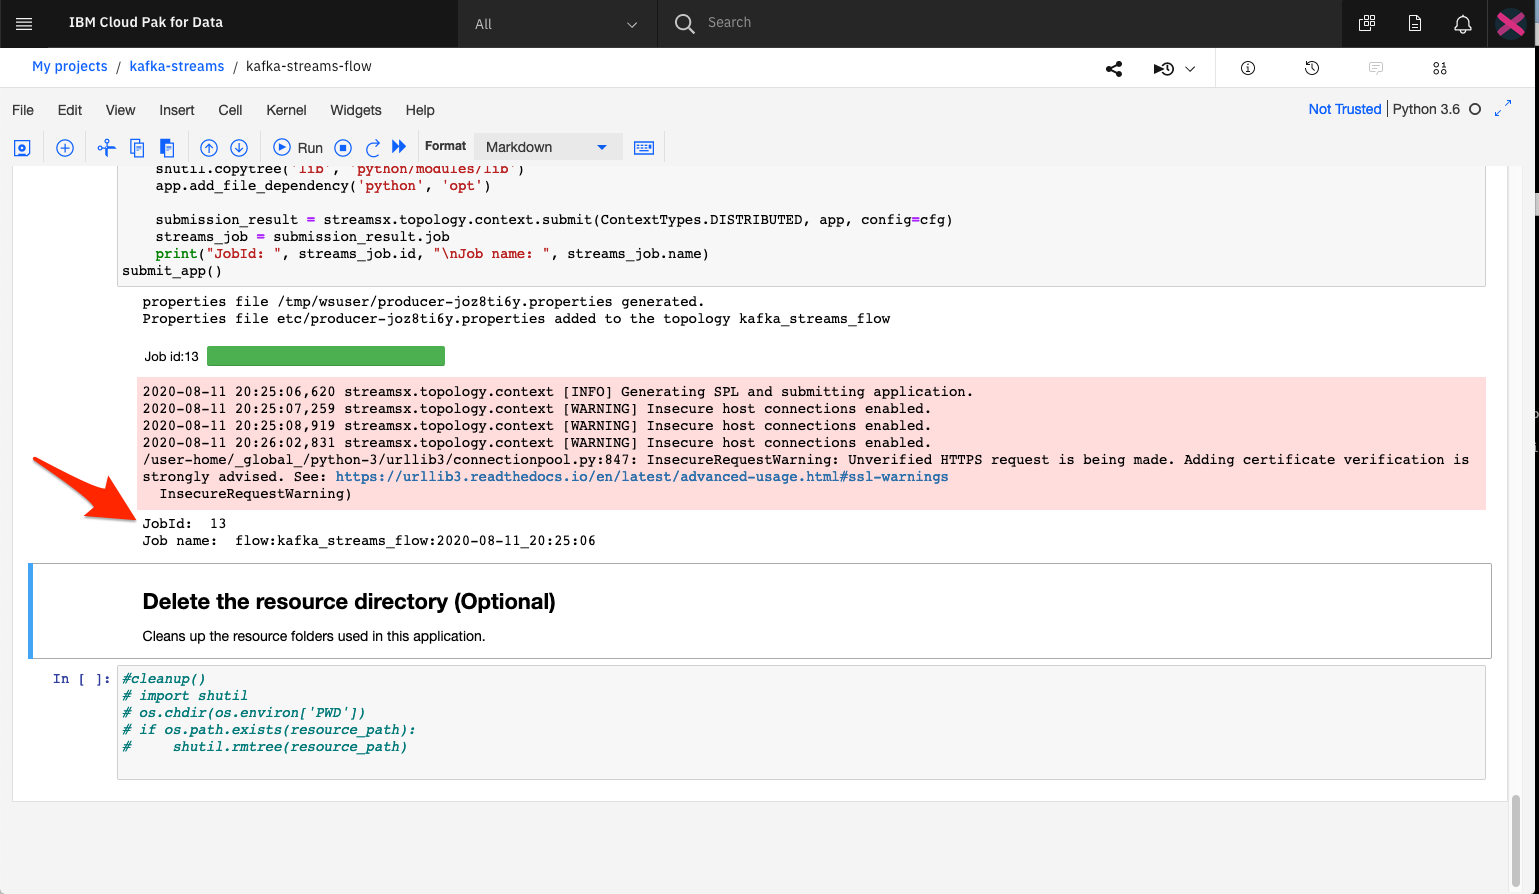 IBM Cloud Pak for Data
All
Search
My projects / kafka-streams / kafka-streams-flow
File Edit View Insert Cell Kernel Widgets Help
Not Trusted | Python 3.6
Run
Format
Markdown
shutil.copytree('lib', 'python/modules/lib')
app.add_file_dependency('python', 'opt')
submission_result = streamsx.topology.context.submit(ContextTypes.DISTRIBUTED, app, config=cfg)
streams_job = submission_result.job
print("JobId: ", streams_job.id, "\nJob name: ", streams_job.name)
submit_app()
properties file /tmp/wsuser/producer-joz8ti6y.properties generated.
Properties file etc/producer-joz8ti6y.properties added to the topology kafka_streams_flow
Job id:13
2020-08-11 20:25:06,620 streamsx.topology.context [INFO] Generating SPL and submitting application.
2020-08-11 20:25:07,259 streamsx.topology.context [WARNING] Insecure host connections enabled.
2020-08-11 20:25:08,919 streamsx.topology.context [WARNING] Insecure host connections enabled.
2020-08-11 20:26:02,831 streamsx.topology.context [WARNING] Insecure host connections enabled.
/user-home/_global_/python-3/urllib3/connectionpool.py:847: InsecureRequestWarning: Unverified HTTPS request is being made. Adding certificate verification is
strongly advised. See: https://urllib3.readthedocs.io/en/latest/advanced-usage.html#ssl-warnings
InsecureRequestWarning)
JobId:  13
Job name:  flow:kafka_streams_flow:2020-08-11_20:25:06
Delete the resource directory (Optional)
Cleans up the resource folders used in this application.
In [ ]:
#cleanup()
# import shutil
# os.chdir(os.environ['PWD'])
# if os.path.exists(resource_path):
#     shutil.rmtree(resource_path)